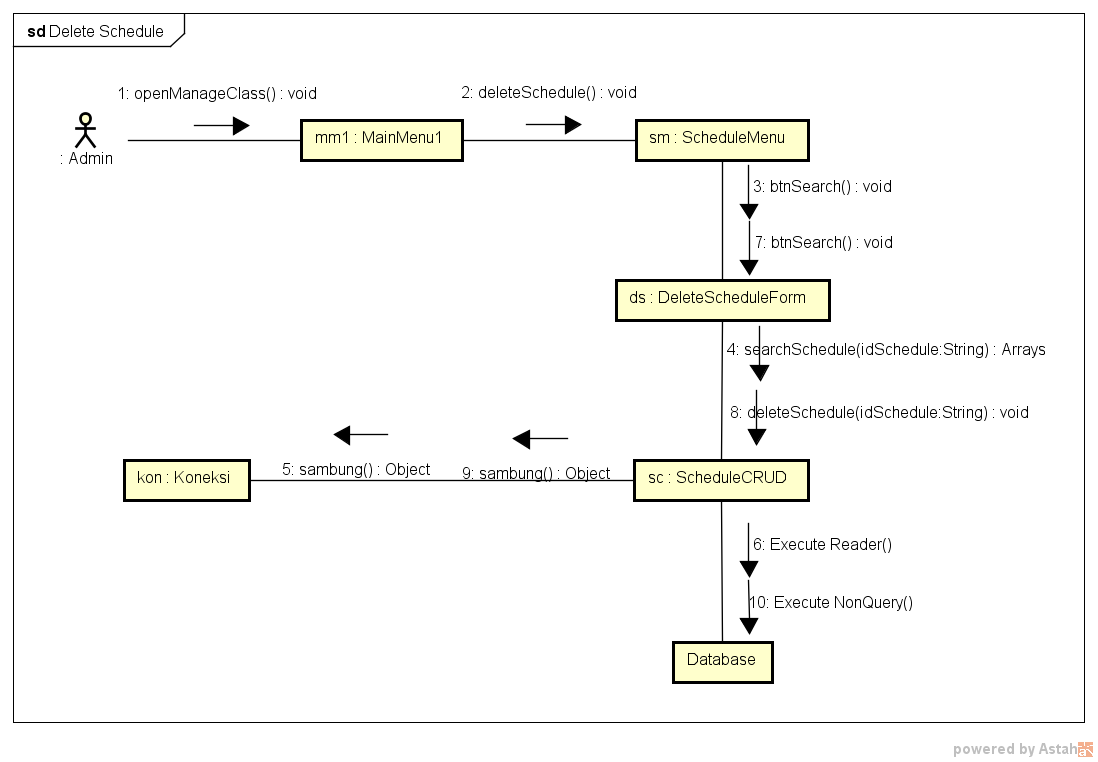 sd Delete Schedule
1: openManageClass() : void
2: deleteSchedule() : void
: Admin
mm1 : MainMenu1
sm : ScheduleMenu
3: btnSearch() : void
7: btnSearch() : void
ds : DeleteScheduleForm
4: searchSchedule(idSchedule:String) : Arrays
8: deleteSchedule(idSchedule:String) : void
5: sambung() : Object
9: sambung() : Object
kon : Koneksi
sc : ScheduleCRUD
6: Execute Reader()
10: Execute NonQuery()
Database
powered by Astah